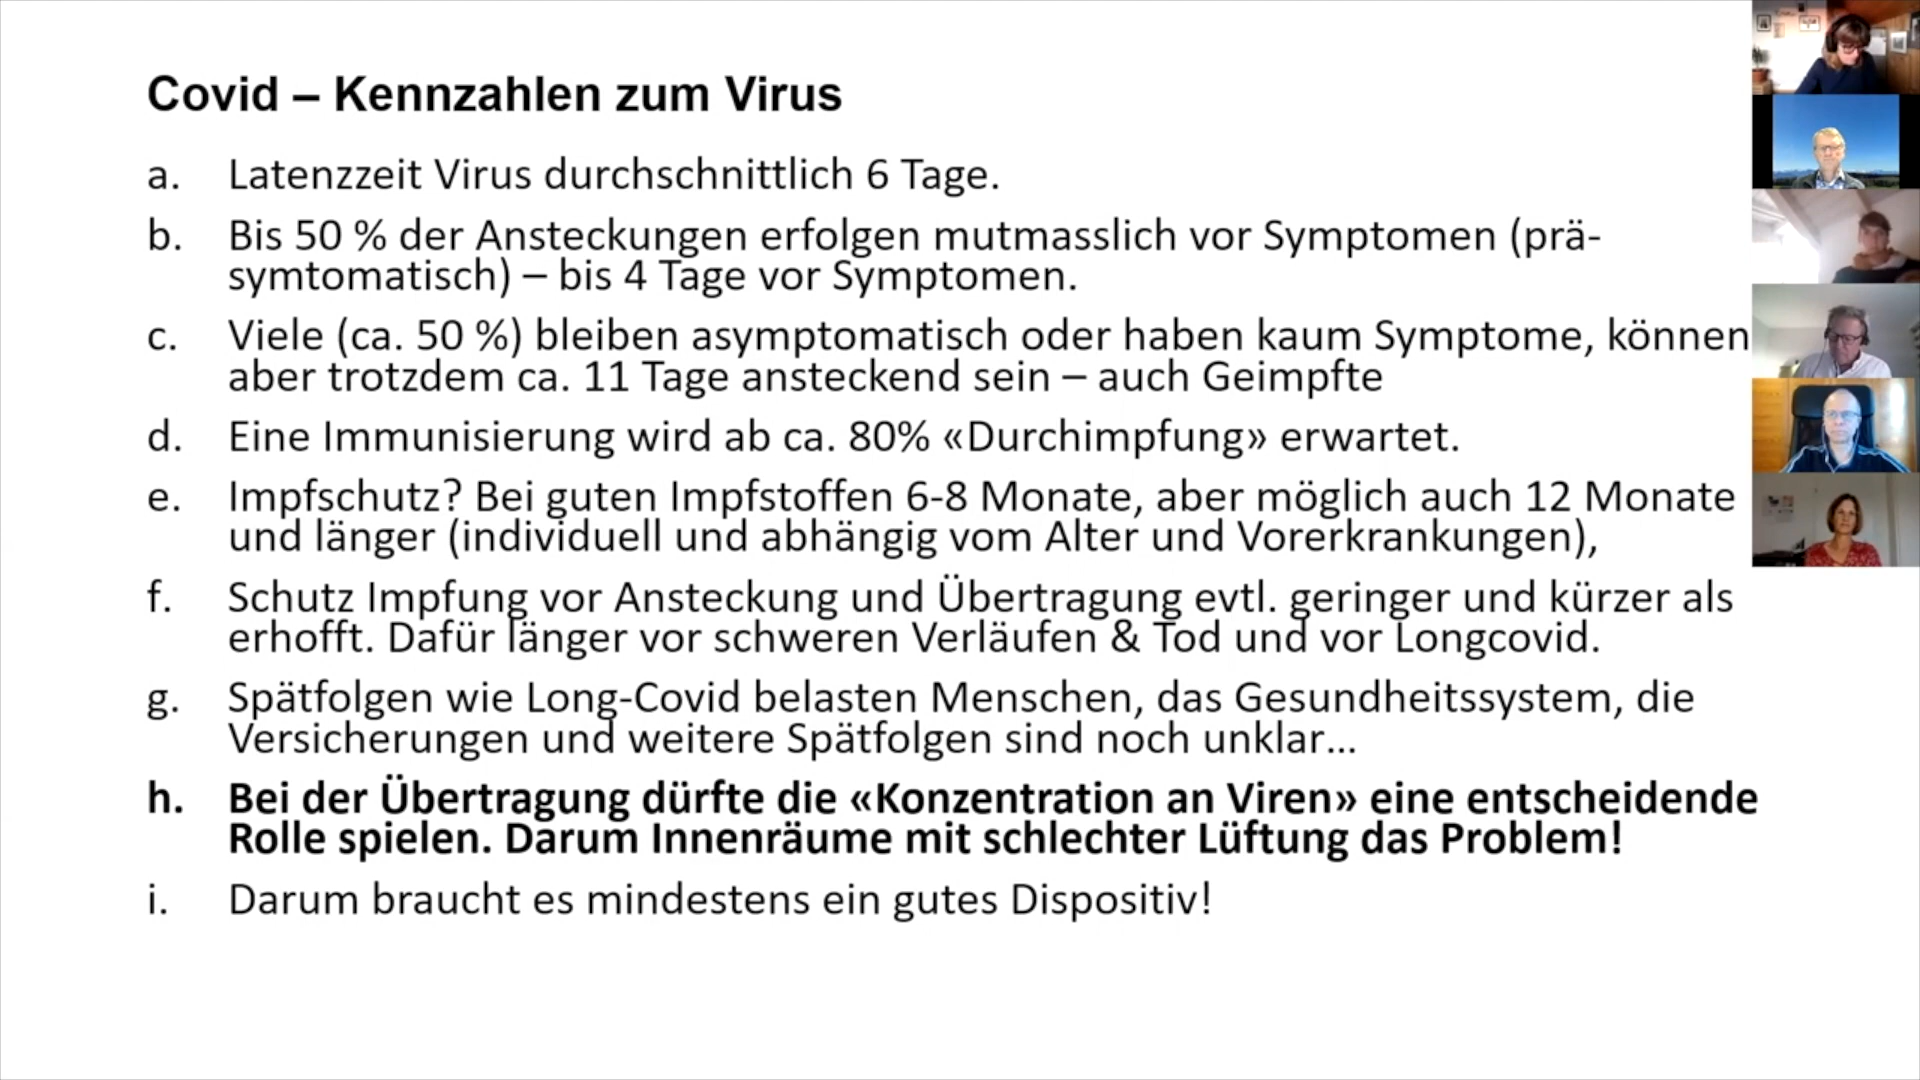 Covid – Kennzahlen zum Virus
a. Latenzzeit Virus durchschnittlich 6 Tage.
b. Bis 50 % der Ansteckungen erfolgen mutmasslich vor Symptomen (prä-
symtomatisch) – bis 4 Tage vor Symptomen.
c. Viele (ca. 50 %) bleiben asymptomatisch oder haben kaum Symptome, können
aber trotzdem ca. 11 Tage ansteckend sein – auch Geimpfte
d. Eine Immunisierung wird ab ca. 80% «Durchimpfung» erwartet.
e. Impfschutz? Bei guten Impfstoffen 6-8 Monate, aber möglich auch 12 Monate
und länger (individuell und abhängig vom Alter und Vorerkrankungen),
f. Schutz Impfung vor Ansteckung und Übertragung evtl. geringer und kürzer als
erhofft. Dafür länger vor schweren Verläufen & Tod und vor Longcovid.
g. Spätfolgen wie Long-Covid belasten Menschen, das Gesundheitssystem, die
Versicherungen und weitere Spätfolgen sind noch unklar...
h. Bei der Übertragung dürfte die «Konzentration an Viren» eine entscheidende
Rolle spielen. Darum Innenräume mit schlechter Lüftung das Problem!
i. Darum braucht es mindestens ein gutes Dispositiv!